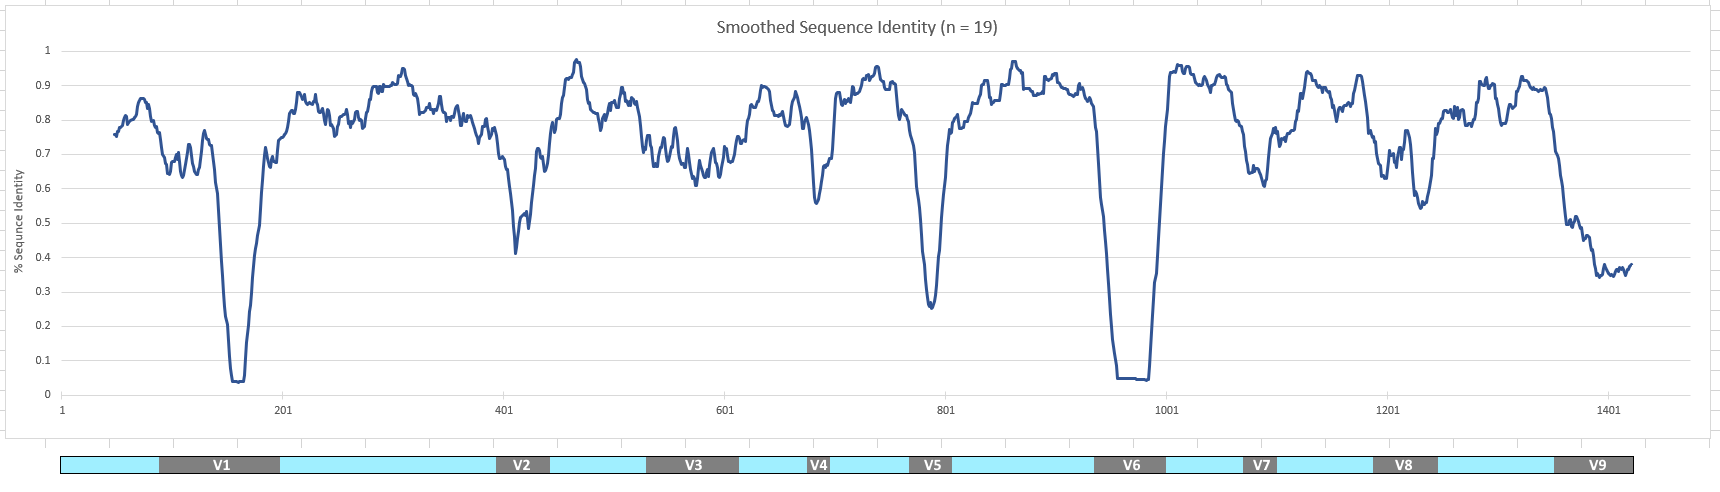 Smoothed Sequence Identity (n = 19)
1
0.9
0.8
0.7
0.6
0.5
0.4
0.3
0.2
0.1
0
% Sequnce Identity
1 201 401 601 801 1001 1201 1401
V1 V2 V3 V4 V5 V6 V7 V8 V9